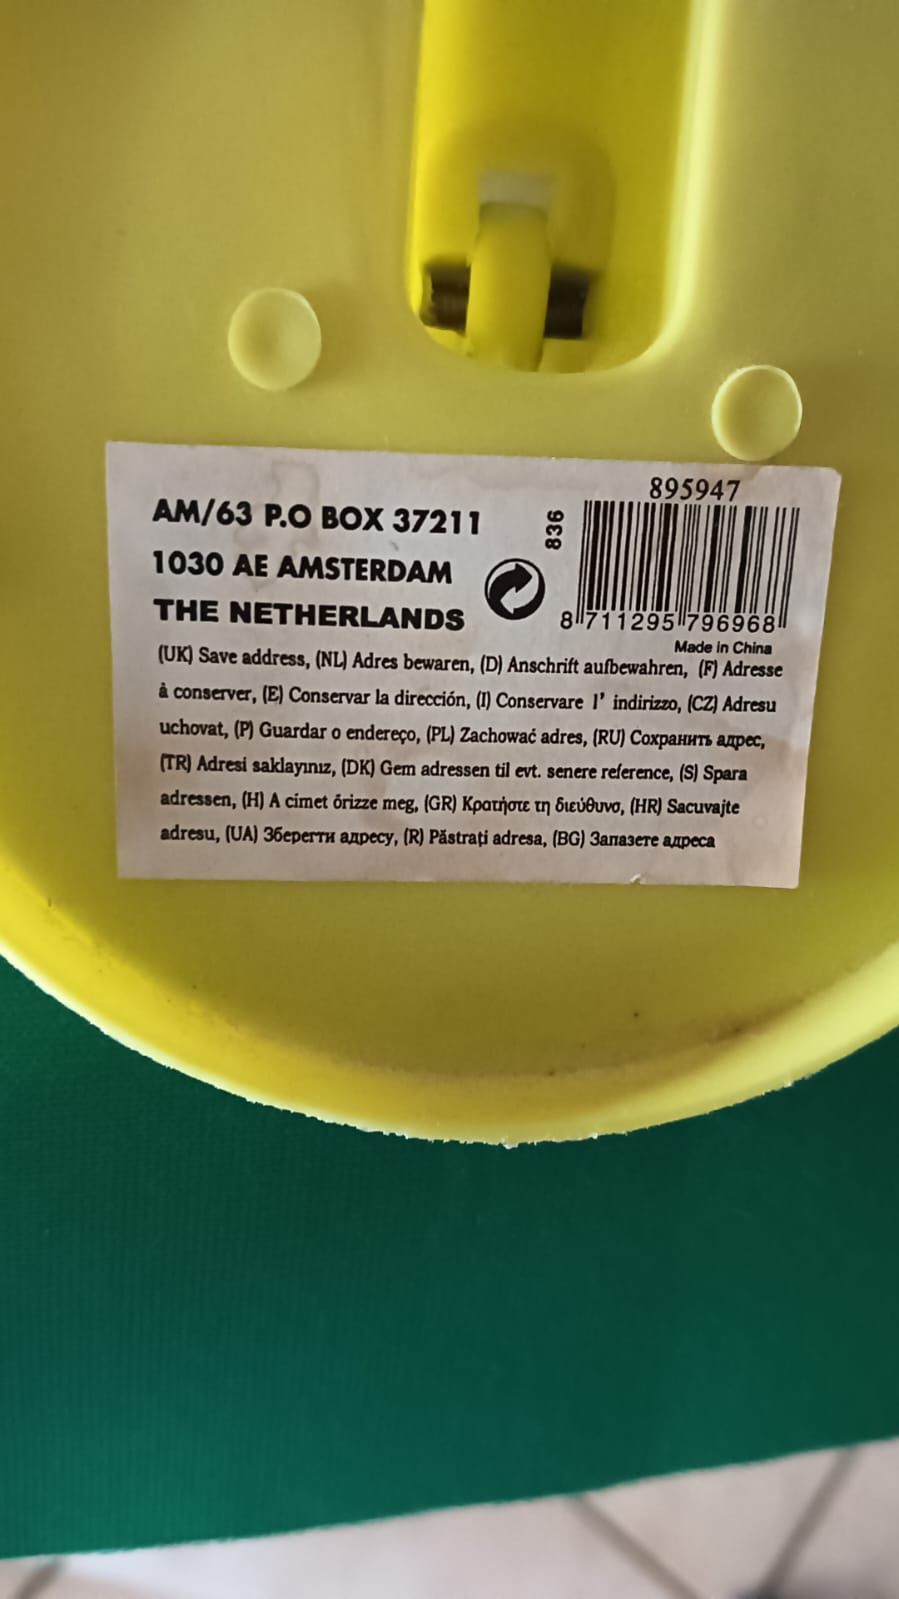 895947
AM/63 P.O BOX 37211
836
1030 AE AMSTERDAM
8 711295 796968
THE NETHERLANDS
Made in China
(UK) Save address, (NL) Adres bewaren, (D) Anschrift aufbewahren, (F) Adresse
à conserver, (E) Conservar la dirección, (I) Conservare l' indirizzo, (CZ) Adresu
uchovat, (P) Guardar o endereço, (PL) Zachować adres, (RU) Сохранить адрес,
(TR) Adresi saklayınız, (DK) Gem adressen til evt. senere reference, (S) Spara
adressen, (H) A címet őrizze meg, (GR) Κρατήστε τη διεύθυνσ, (HR) Sacuvajte
adresu, (UA) Зберегти адресу, (R) Păstraţi adresa, (BG) Запазете адреса